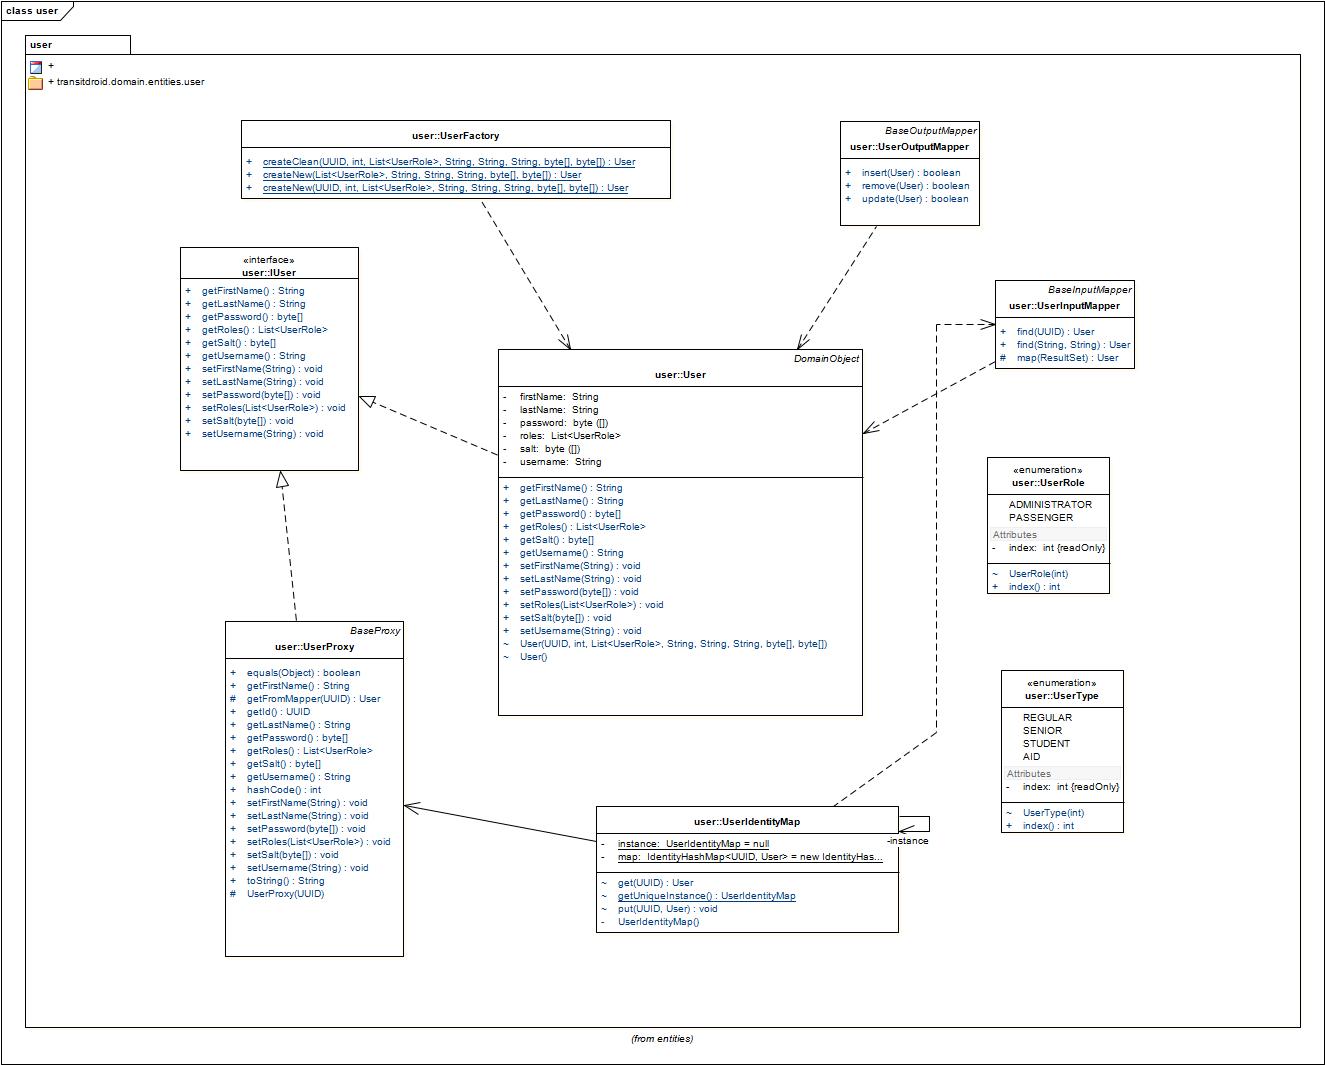 class user
user
+
+ transitdroid.domain.entities.user
user::UserFactory
+ createClean(UUID, int, List<UserRole>, String, String, String, byte[], byte[]) : User
+ createNew(List<UserRole>, String, String, String, byte[], byte[]) : User
+ createNew(UUID, int, List<UserRole>, String, String, String, byte[], byte[]) : User
BaseOutputMapper
user::UserOutputMapper
+ insert(User) : boolean
+ remove(User) : boolean
+ update(User) : boolean
«interface»
user::IUser
+ getFirstName() : String
+ getLastName() : String
+ getPassword() : byte[]
+ getRoles() : List<UserRole>
+ getSalt() : byte[]
+ getUsername() : String
+ setFirstName(String) : void
+ setLastName(String) : void
+ setPassword(byte[]) : void
+ setRoles(List<UserRole>) : void
+ setSalt(byte[]) : void
+ setUsername(String) : void
BaseInputMapper
user::UserInputMapper
+ find(UUID) : User
+ find(String, String) : User
# map(ResultSet) : User
DomainObject
user::User
- firstName: String
- lastName: String
- password: byte ([])
- roles: List<UserRole>
- salt: byte ([])
- username: String
+ getFirstName() : String
+ getLastName() : String
+ getPassword() : byte[]
+ getRoles() : List<UserRole>
+ getSalt() : byte[]
+ getUsername() : String
+ setFirstName(String) : void
+ setLastName(String) : void
+ setPassword(byte[]) : void
+ setRoles(List<UserRole>) : void
+ setSalt(byte[]) : void
+ setUsername(String) : void
~ User(UUID, int, List<UserRole>, String, String, String, byte[], byte[])
~ User()
«enumeration»
user::UserRole
ADMINISTRATOR
PASSENGER
Attributes
- index: int {readOnly}
~ UserRole(int)
+ index() : int
BaseProxy
user::UserProxy
+ equals(Object) : boolean
+ getFirstName() : String
# getFromMapper(UUID) : User
+ getId() : UUID
+ getLastName() : String
+ getPassword() : byte[]
+ getRoles() : List<UserRole>
+ getSalt() : byte[]
+ getUsername() : String
+ hashCode() : int
+ setFirstName(String) : void
+ setLastName(String) : void
+ setPassword(byte[]) : void
+ setRoles(List<UserRole>) : void
+ setSalt(byte[]) : void
+ setUsername(String) : void
+ toString() : String
# UserProxy(UUID)
«enumeration»
user::UserType
REGULAR
SENIOR
STUDENT
AID
Attributes
- index: int {readOnly}
~ UserType(int)
+ index() : int
user::UserIdentityMap
- instance: UserIdentityMap = null
- map: IdentityHashMap<UUID, User> = new IdentityHas...
~ get(UUID) : User
~ getUniqueInstance() : UserIdentityMap
~ put(UUID, User) : void
- UserIdentityMap()
-instance
(from entities)